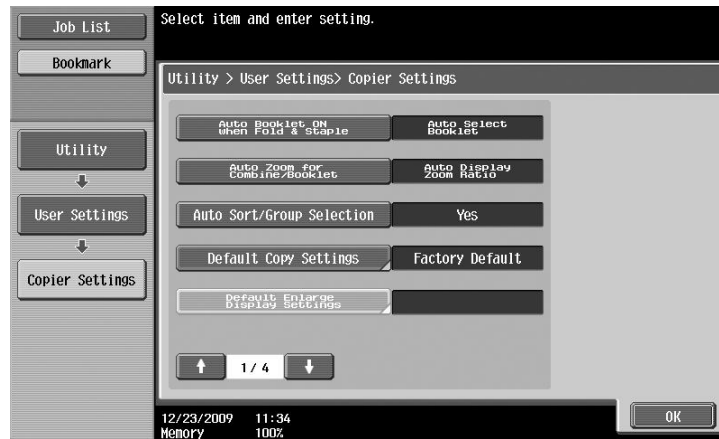 Job List
Select item and enter setting.
Bookmark
Utility > User Settings> Copier Settings
Auto Booklet ON
when Fold & Staple
Auto Select
Booklet
Utility
Auto Zoom for
Combine/Booklet
Auto Display
Zoom Ratio
User Settings
Auto Sort/Group Selection
Yes
Default Copy Settings
Factory Default
Copier Settings
Default Enlarge
Display Settings
1/ 4
OK
12/23/2009 11:34
Memory 100%